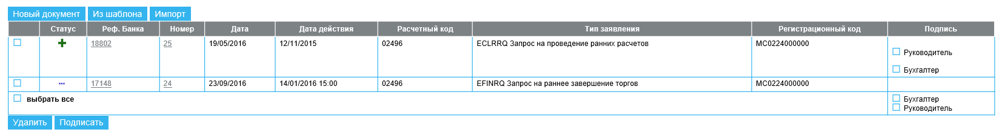 Новый документ Из шаблона Импорт
Статус Реф. Банка Номер Дата Дата действия Расчетный код Тип заявления Регистрационный код Подпись
18802 25 19/05/2016 12/11/2015 02496 ECLRRQ Запрос на проведение ранних расчетов MC0224000000
Руководитель
Бухгалтер
17148 24 23/09/2016 14/01/2016 15:00 02496 EFINRQ Запрос на раннее завершение торгов MC0224000000
выбрать все Бухгалтер
Руководитель
Удалить Подписать